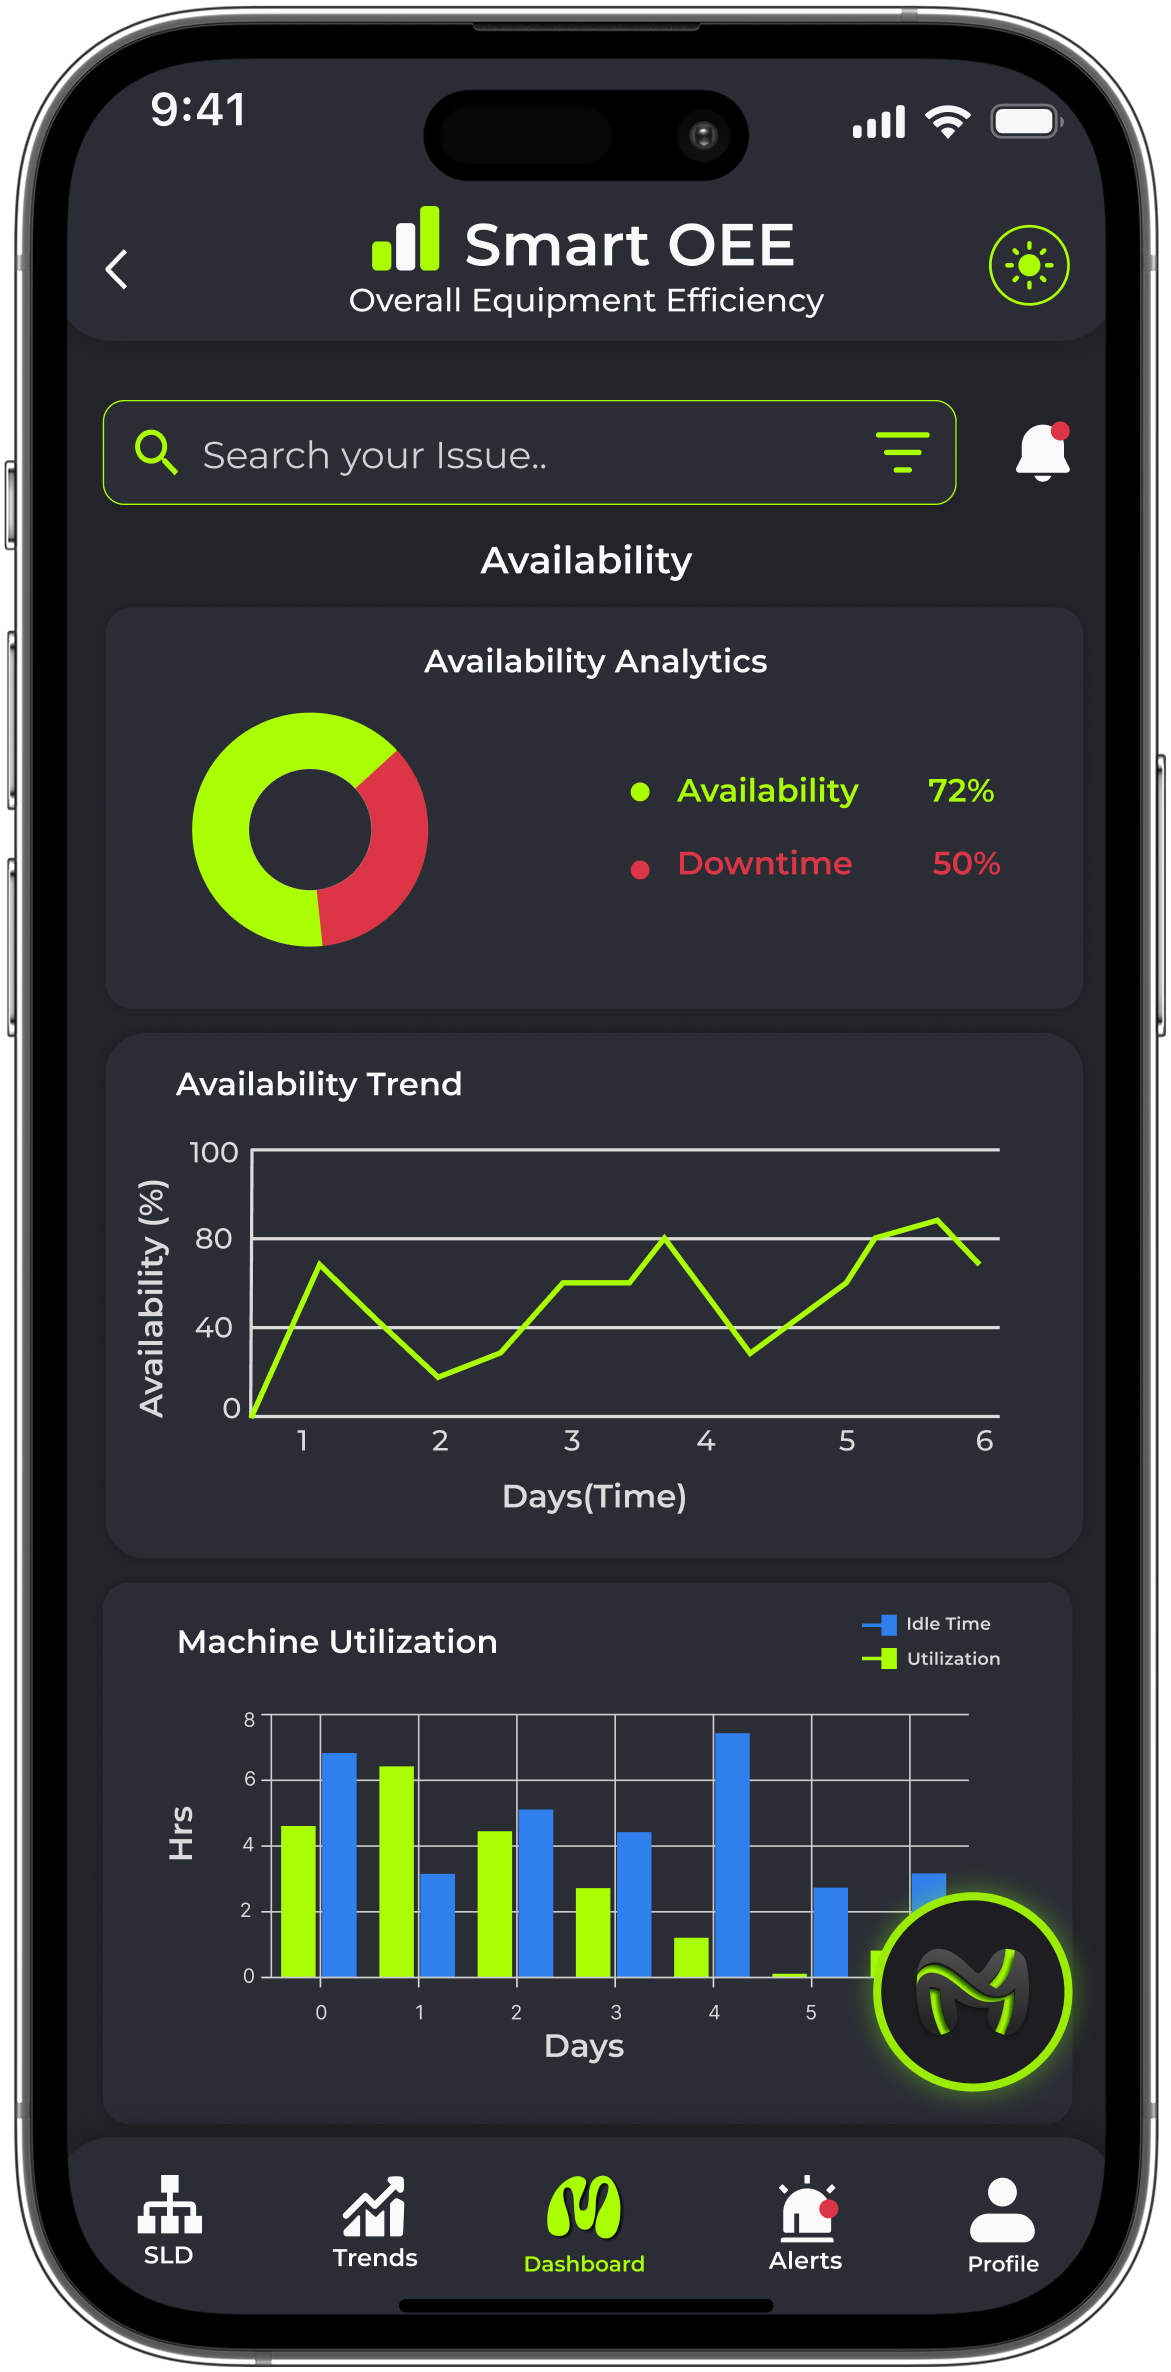 9:41
Smart OEE
Overall Equipment Efficiency
Search your Issue..
Availability
Availability Analytics
Availability 72%
Downtime 50%
Availability Trend
Availability (%)
100
80
40
0
1 2 3 4 5 6
Days(Time)
Machine Utilization
Idle Time
Utilization
Hrs
8
6
4
2
0
0 1 2 3 4 5
Days
SLD
Trends
Dashboard
Alerts
Profile